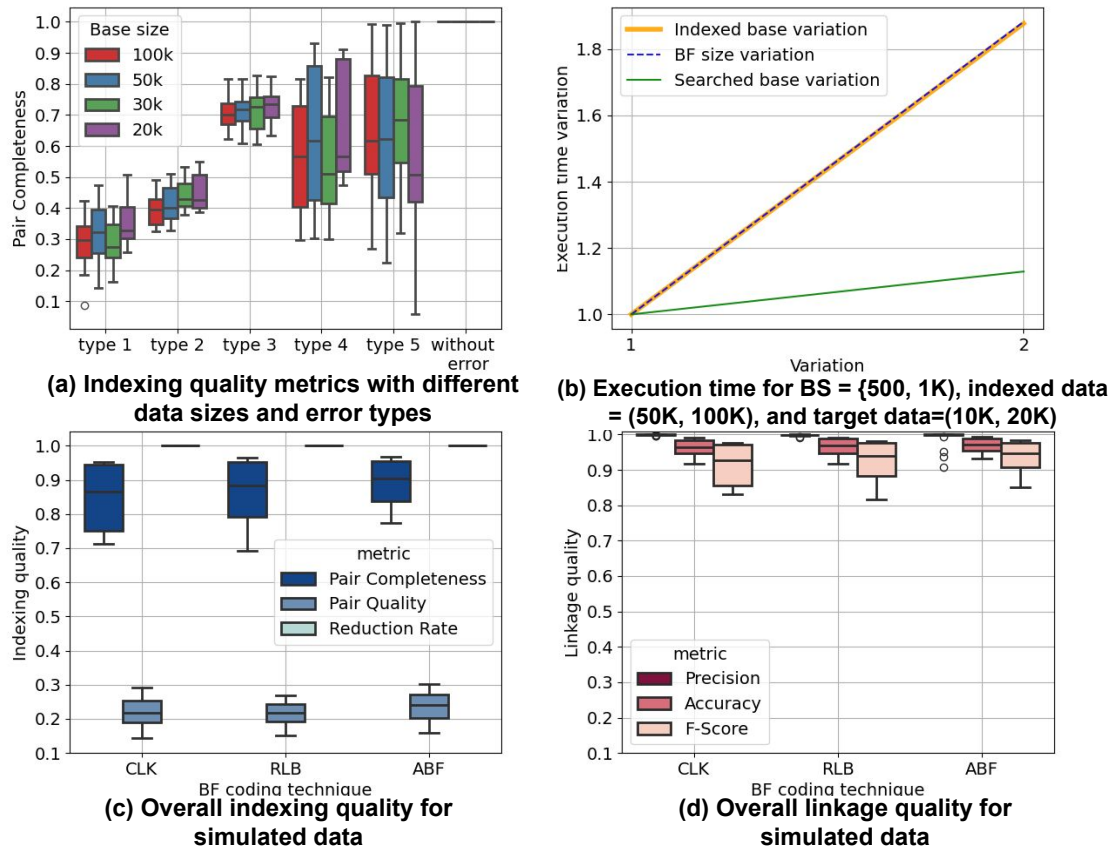 Pair Completeness
1.0
0.9
0.8
0.7
0.6
0.5
0.4
0.3
0.2
0.1
Base size
100k
50k
30k
20k
type 1
type 2
type 3
type 4
type 5
without
error
(a) Indexing quality metrics with different
data sizes and error types
Execution time variation
1.8
1.6
1.4
1.2
1.0
Indexed base variation
BF size variation
Searched base variation
1
2
Variation
(b) Execution time for BS = {500, 1K), indexed data
= (50K, 100K), and target data=(10K, 20K)
Indexing quality
1.0
0.9
0.8
0.7
0.6
0.5
0.4
0.3
0.2
0.1
metric
Pair Completeness
Pair Quality
Reduction Rate
CLK
RLB
ABF
BF coding technique
(c) Overall indexing quality for
simulated data
Linkage quality
1.0
0.9
0.8
0.7
0.6
0.5
0.4
0.3
0.2
0.1
metric
Precision
Accuracy
F-Score
CLK
RLB
ABF
BF coding technique
(d) Overall linkage quality for
simulated data